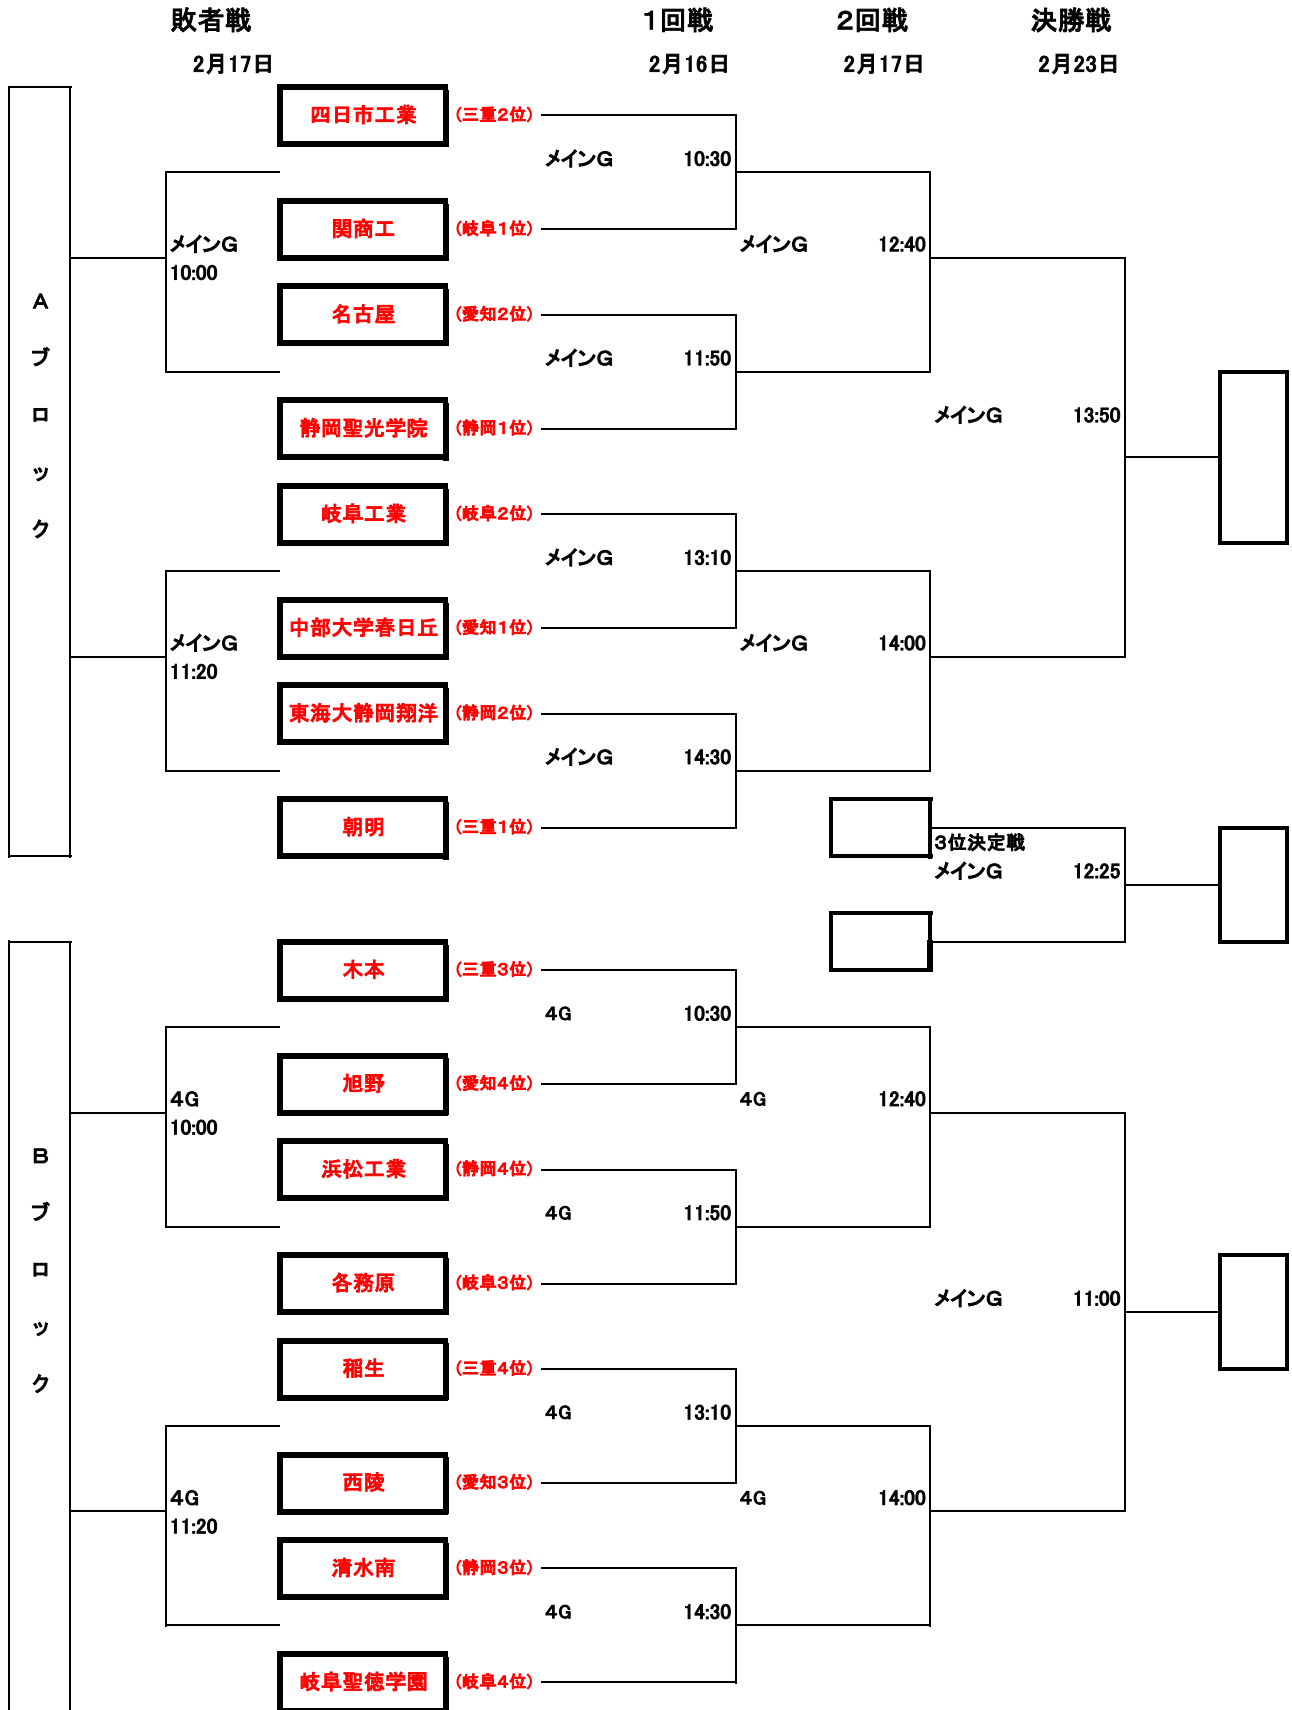 敗者戦 1回戦 2回戦 決勝戦
2月17日 2月16日 2月17日 2月23日
Aブロック
四日市工業 (三重2位)
メインG 10:30
関商工 (岐阜1位)
メインG 10:00
メインG 12:40
名古屋 (愛知2位)
メインG 11:50
静岡聖光学院 (静岡1位)
メインG 13:50
岐阜工業 (岐阜2位)
メインG 13:10
中部大学春日丘 (愛知1位)
メインG 11:20
メインG 14:00
東海大静岡翔洋 (静岡2位)
メインG 14:30
朝明 (三重1位)
3位決定戦
メインG 12:25
Bブロック
木本 (三重3位)
4G 10:30
旭野 (愛知4位)
4G 10:00
4G 12:40
浜松工業 (静岡4位)
4G 11:50
各務原 (岐阜3位)
メインG 11:00
稲生 (三重4位)
4G 13:10
西陵 (愛知3位)
4G 11:20
4G 14:00
清水南 (静岡3位)
4G 14:30
岐阜聖徳学園 (岐阜4位)